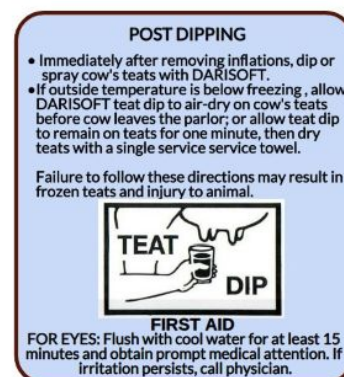 POST DIPPING
• Immediately after removing inflations, dip or
spray cow's teats with DARISOFT.
•If outside temperature is below freezing , allow
DARISOFT teat dip to air-dry on cow's teats
before cow leaves the parlor; or allow teat dip
to remain on teats for one minute, then dry
teats with a single service service towel.
Failure to follow these directions may result in
frozen teats and injury to animal.
TEAT
DIP
FIRST AID
FOR EYES: Flush with cool water for at least 15
minutes and obtain prompt medical attention. If
irritation persists, call physician.